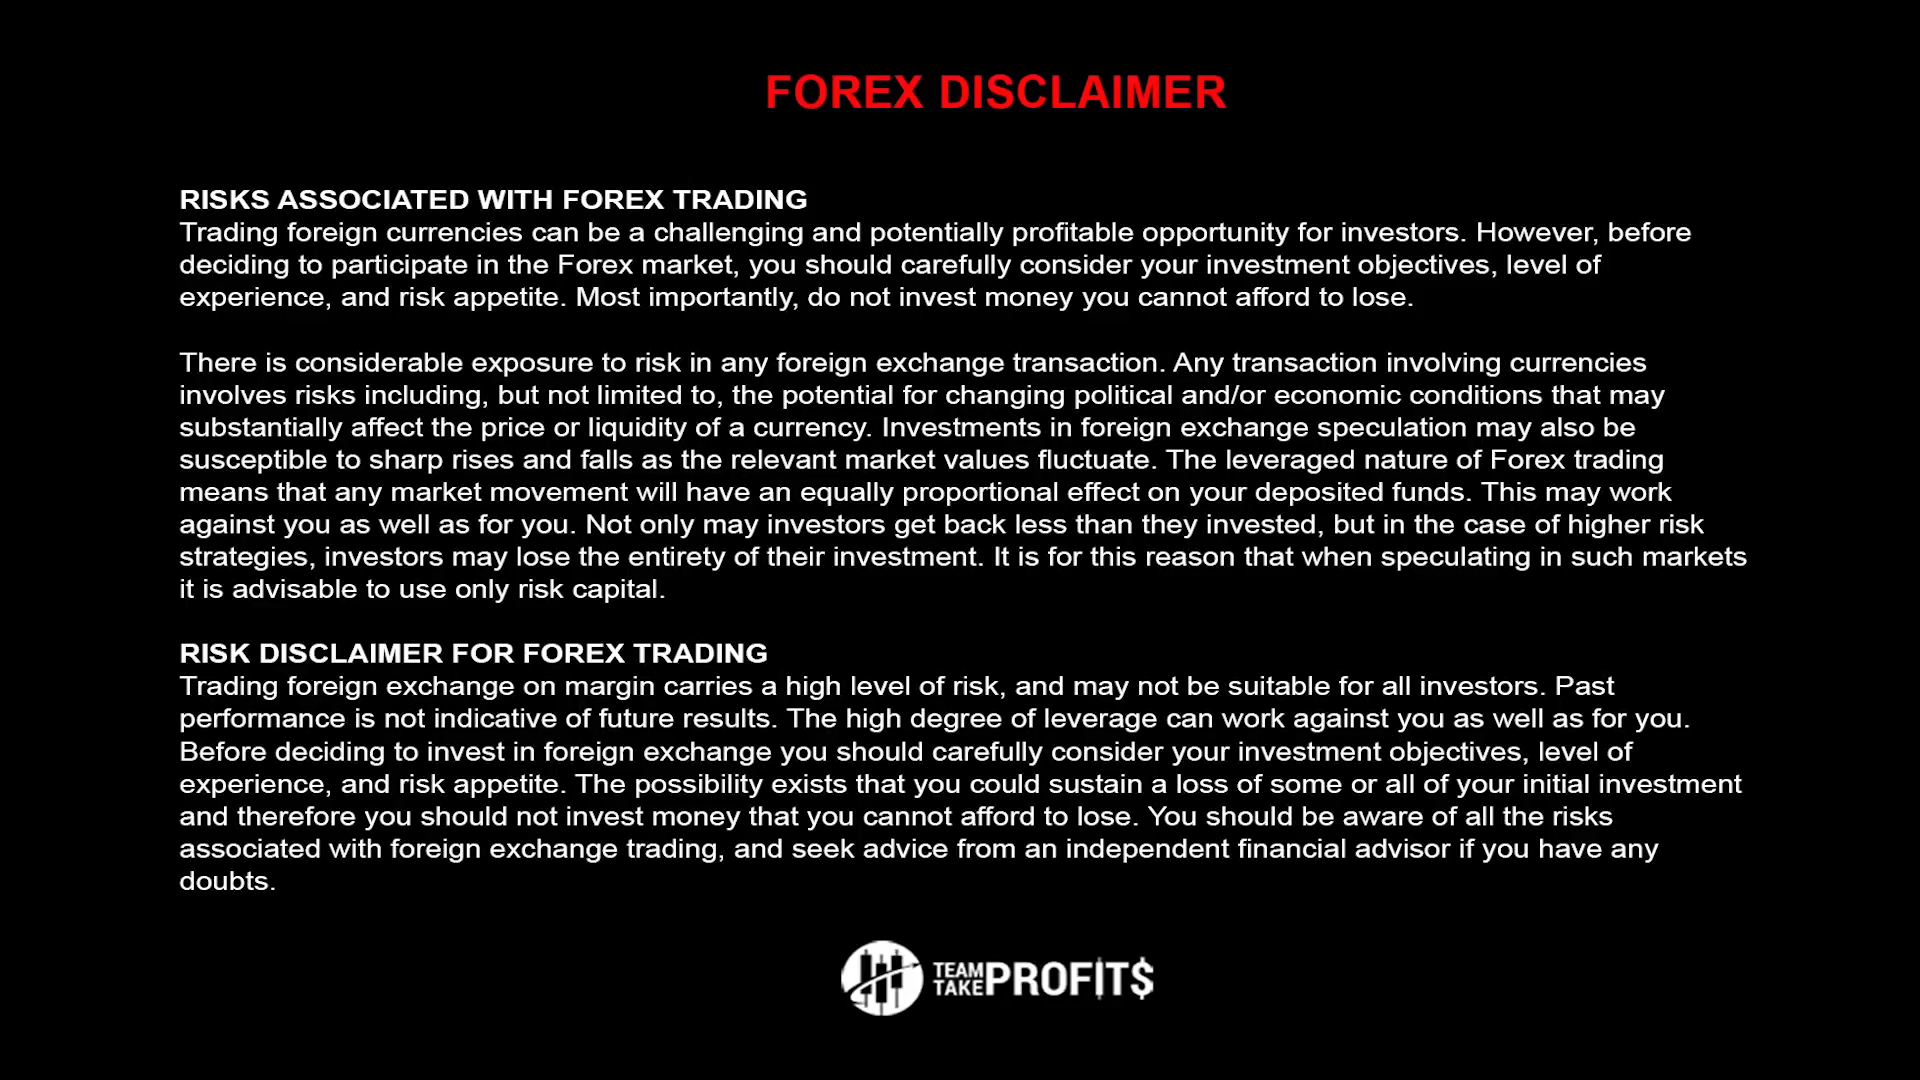 FOREX DISCLAIMER
RISKS ASSOCIATED WITH FOREX TRADING
Trading foreign currencies can be a challenging and potentially profitable opportunity for investors. However, before
deciding to participate in the Forex market, you should carefully consider your investment objectives, level of
experience, and risk appetite. Most importantly, do not invest money you cannot afford to lose.
There is considerable exposure to risk in any foreign exchange transaction. Any transaction involving currencies
involves risks including, but not limited to, the potential for changing political and/or economic conditions that may
substantially affect the price or liquidity of a currency. Investments in foreign exchange speculation may also be
susceptible to sharp rises and falls as the relevant market values fluctuate. The leveraged nature of Forex trading
means that any market movement will have an equally proportional effect on your deposited funds. This may work
against you as well as for you. Not only may investors get back less than they invested, but in the case of higher risk
strategies, investors may lose the entirety of their investment. It is for this reason that when speculating in such markets
it is advisable to use only risk capital.
RISK DISCLAIMER FOR FOREX TRADING
Trading foreign exchange on margin carries a high level of risk, and may not be suitable for all investors. Past
performance is not indicative of future results. The high degree of leverage can work against you as well as for you.
Before deciding to invest in foreign exchange you should carefully consider your investment objectives, level of
experience, and risk appetite. The possibility exists that you could sustain a loss of some or all of your initial investment
and therefore you should not invest money that you cannot afford to lose. You should be aware of all the risks
associated with foreign exchange trading, and seek advice from an independent financial advisor if you have any
doubts.
TEAM
TAKE PROFIT$